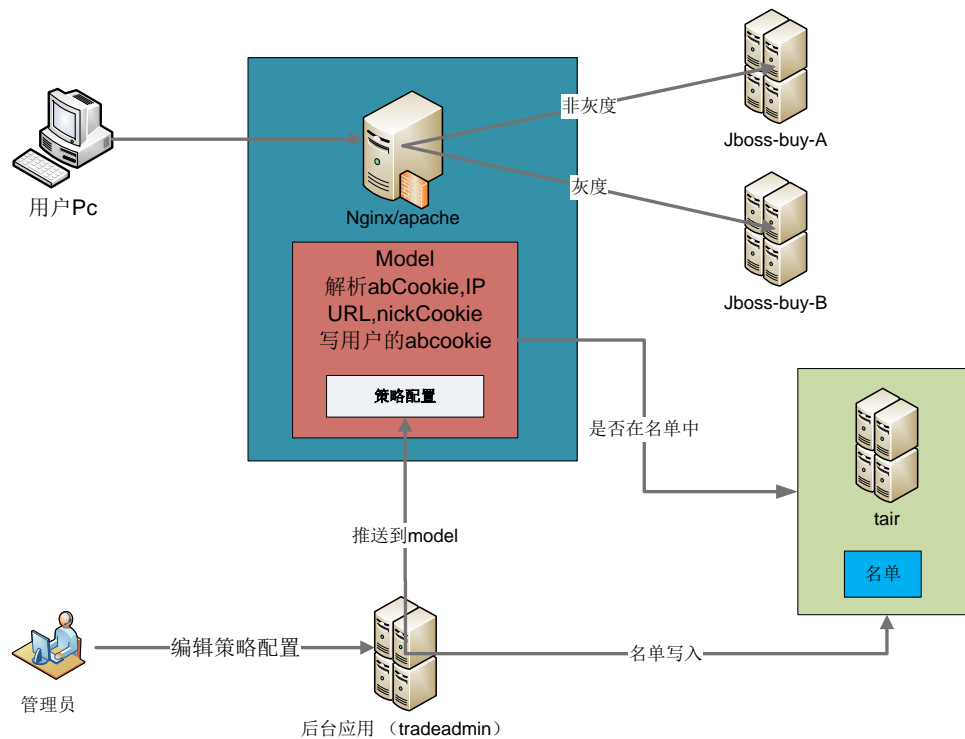 非灰度
Jboss-buy-A
用户Pc
Nginx/apache
灰度
Jboss-buy-B
Model
解析abCookie,IP
URL,nickCookie
写用户的abcookie
策略配置
是否在名单中
tair
名单
推送到model
编辑策略配置
名单写入
管理员
后台应用 （tradeadmin）